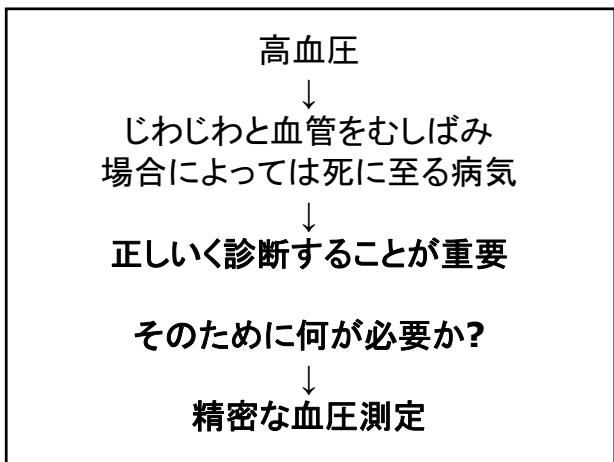 高血圧
↓
じわじわと血管をむしばみ
場合によっては死に至る病気
↓
正しいく診断することが重要
そのために何が必要か?
↓
精密な血圧測定